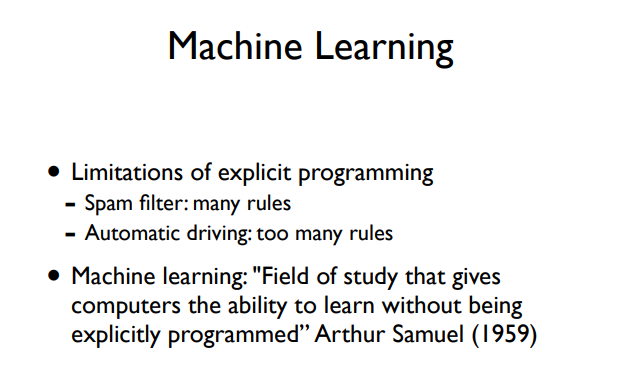 Machine Learning
• Limitations of explicit programming
- Spam filter: many rules
- Automatic driving: too many rules
• Machine learning: "Field of study that gives
computers the ability to learn without being
explicitly programmed” Arthur Samuel (1959)